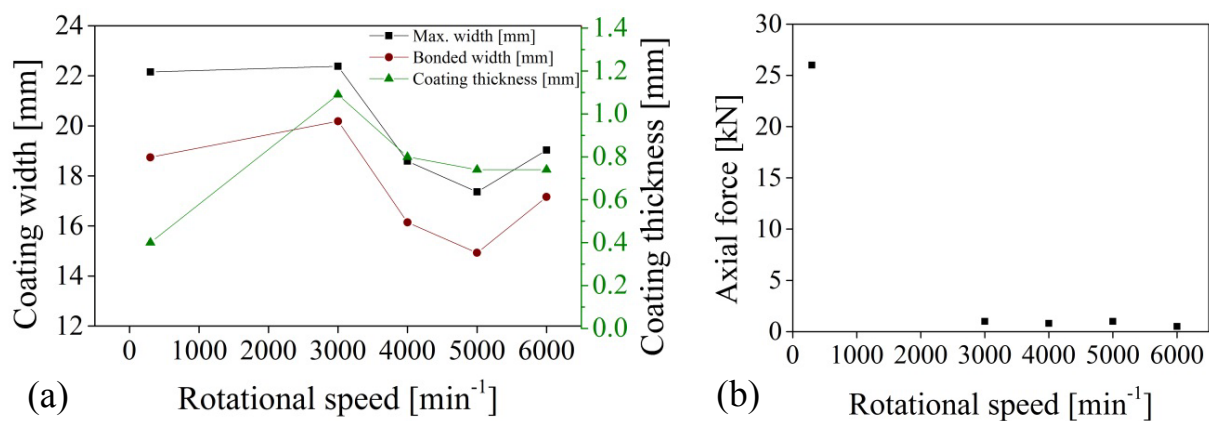 24
22
20
18
16
14
12
Coating width [mm]
Max. width [mm]
Bonded width [mm]
Coating thickness [mm]
1.4
1.2
1.0
0.8
0.6
0.4
0.2
0.0
Coating thickness [mm]
0 1000 2000 3000 4000 5000 6000
Rotational speed [min⁻¹]
(a)
30
25
20
15
10
5
0
Axial force [kN]
0 1000 2000 3000 4000 5000 6000
Rotational speed [min⁻¹]
(b)